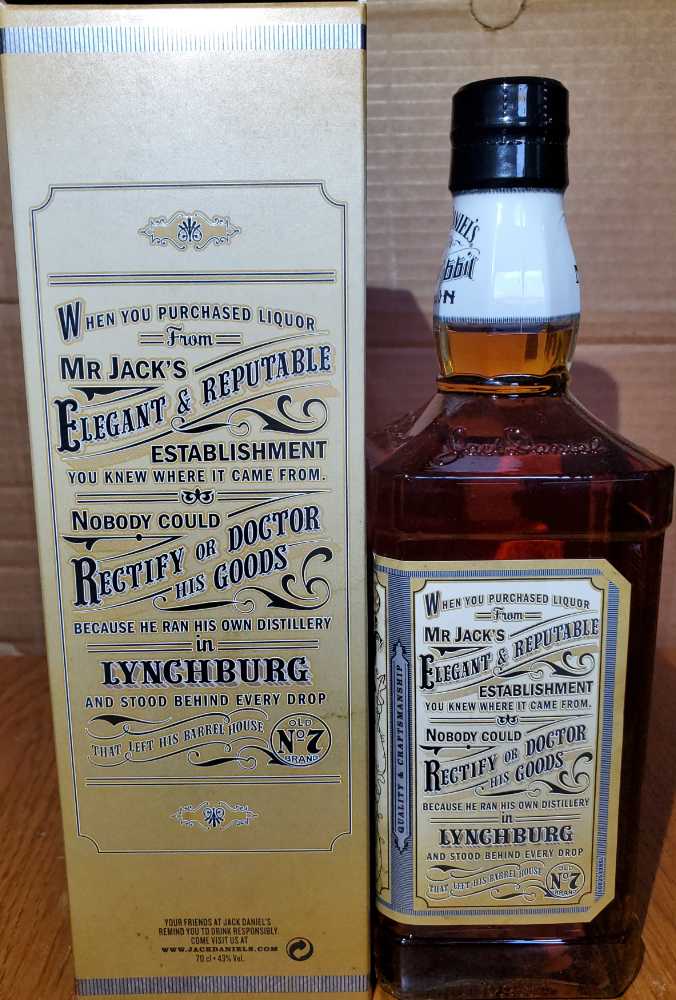 WHEN YOU PURCHASED LIQUOR
From
MR JACK'S
ELEGANT & REPUTABLE
ESTABLISHMENT
YOU KNEW WHERE IT CAME FROM.
NOBODY COULD
RECTIFY OR DOCTOR
HIS GOODS
BECAUSE HE RAN HIS OWN DISTILLERY
in
LYNCHBURG
AND STOOD BEHIND EVERY DROP
THAT LEFT HIS BARREL HOUSE
OLD
Nº7
BRAND
YOUR FRIENDS AT JACK DANIEL'S
REMIND YOU TO DRINK RESPONSIBLY.
COME VISIT US AT
WWW.JACKDANIELS.COM
70 cl • 43% Vol.
Jack Daniel
QUALITY & CRAFTSMANSHIP
WHEN YOU PURCHASED LIQUOR
From
MR JACK'S
ELEGANT & REPUTABLE
ESTABLISHMENT
YOU KNEW WHERE IT CAME FROM.
NOBODY COULD
RECTIFY OR DOCTOR
HIS GOODS
BECAUSE HE RAN HIS OWN DISTILLERY
in
LYNCHBURG
AND STOOD BEHIND EVERY DROP
THAT LEFT HIS BARREL HOUSE
OLD
Nº7
BRAND